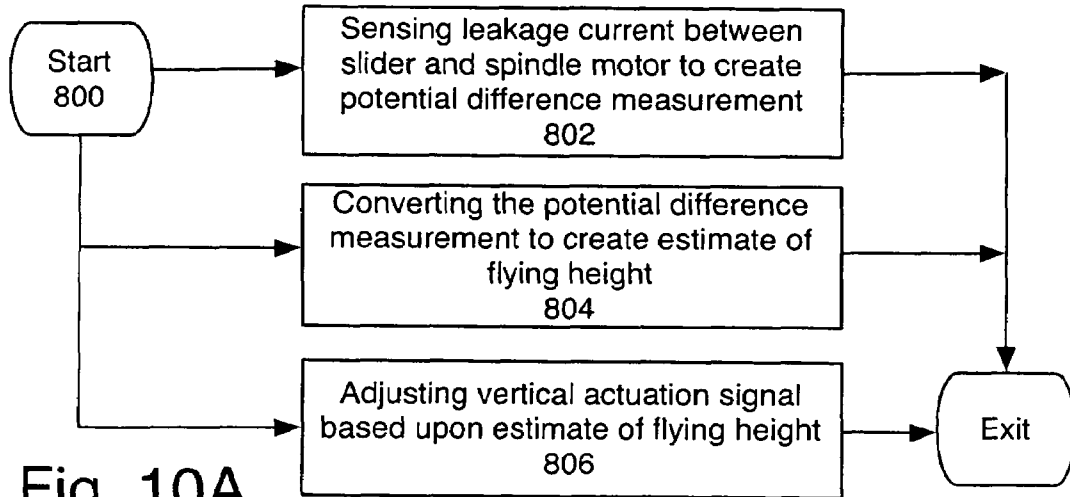 Start
800
Sensing leakage current between
slider and spindle motor to create
potential difference measurement
802
Converting the potential difference
measurement to create estimate of
flying height
804
Adjusting vertical actuation signal
based upon estimate of flying height
806
Exit
Fig. 10A